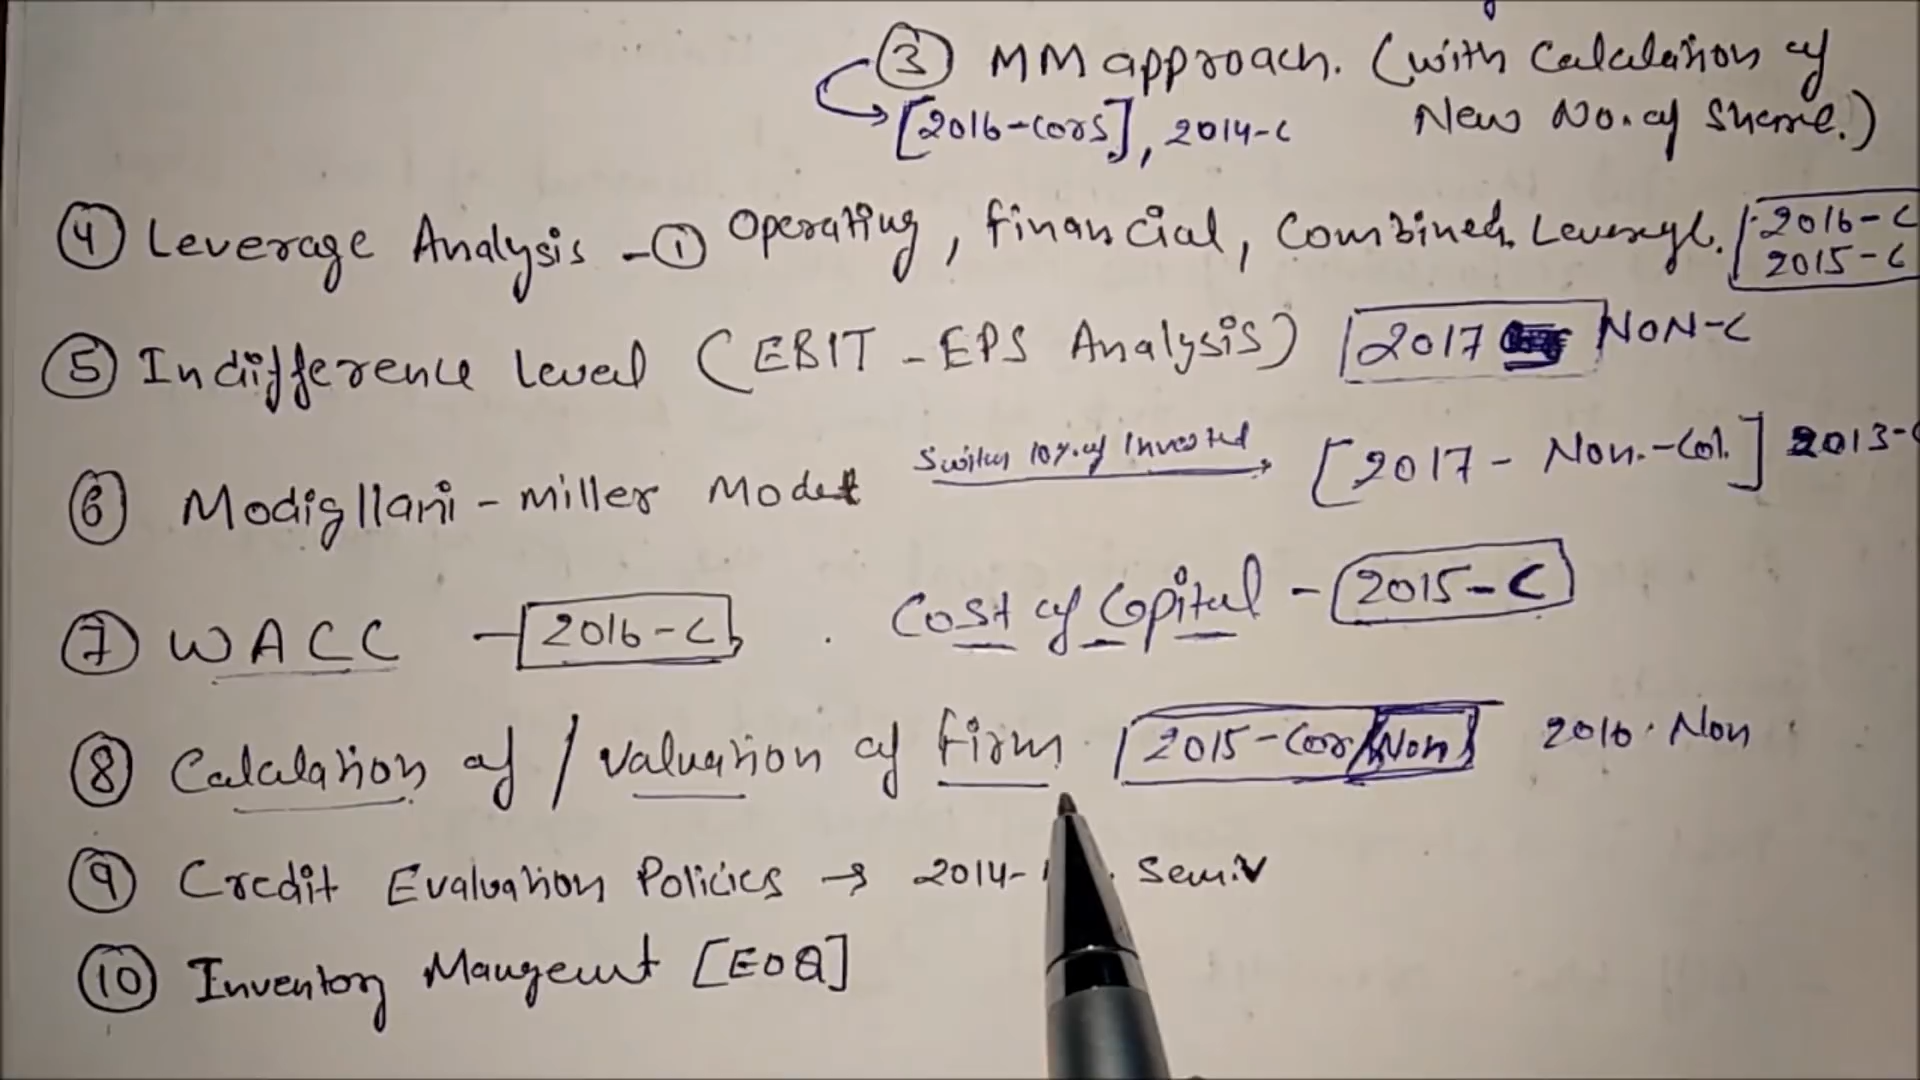 ③ MM approach. (with Calculation of
[2016-Cors], 2014-C New No. of Share.)
④ Leverage Analysis - ① Operating, financial, Combined Leverage. [2016-C
2015-C
⑤ Indifference level (EBIT - EPS Analysis) [2017 NON-C
⑥ Modigllani - Miller Model 10% of Invested → [2017 - Non.-Col.] 2013-
⑦ WACC - [2016-C] . Cost of Capital - [2015-C]
⑧ Calculation of / Valuation of firm. [2015-Cor/Non] 2016. Non
⑨ Credit Evaluation Policies → 2014- Semi.V
⑩ Inventory Mangemt [EOQ]